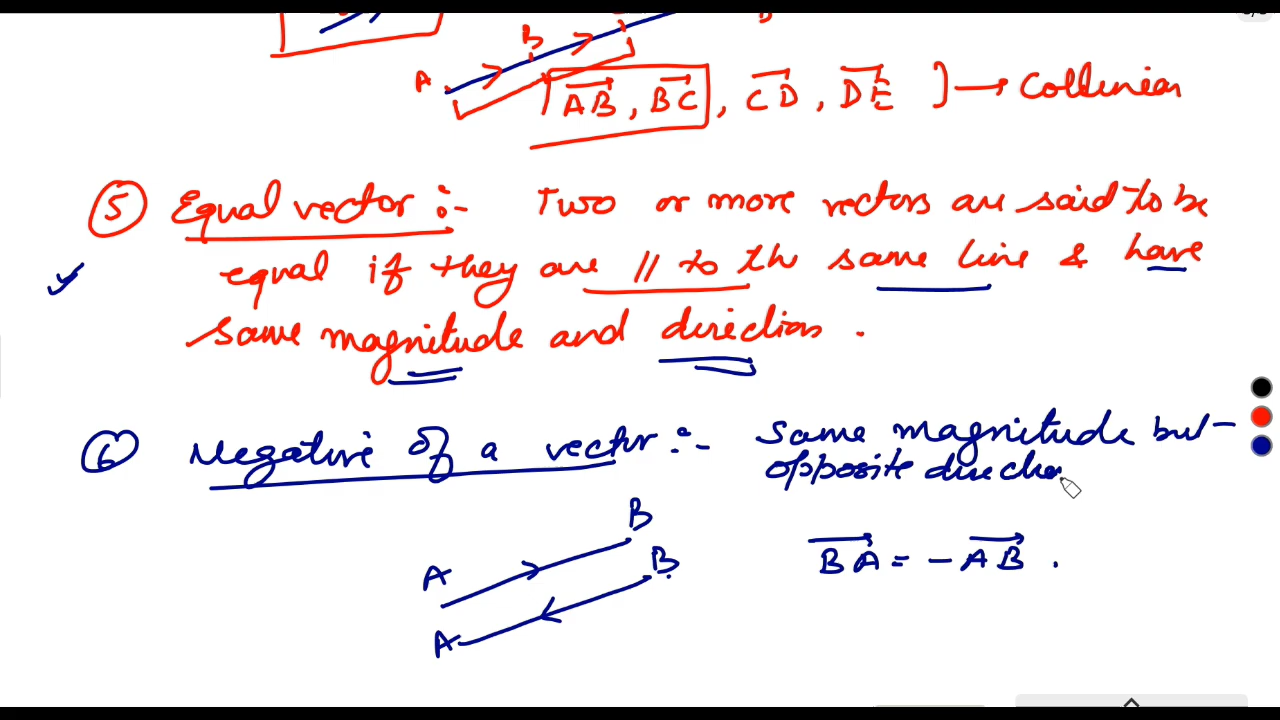 A B
AB, BC, CD, DE ] → Collinear
⑤ Equal vector :- Two or more vectors are said to be
equal if they are // to the same line & have
same magnitude and direction .
⑥ Negative of a vector :- Same magnitude but
opposite direc
A B
A B
BA = - AB .